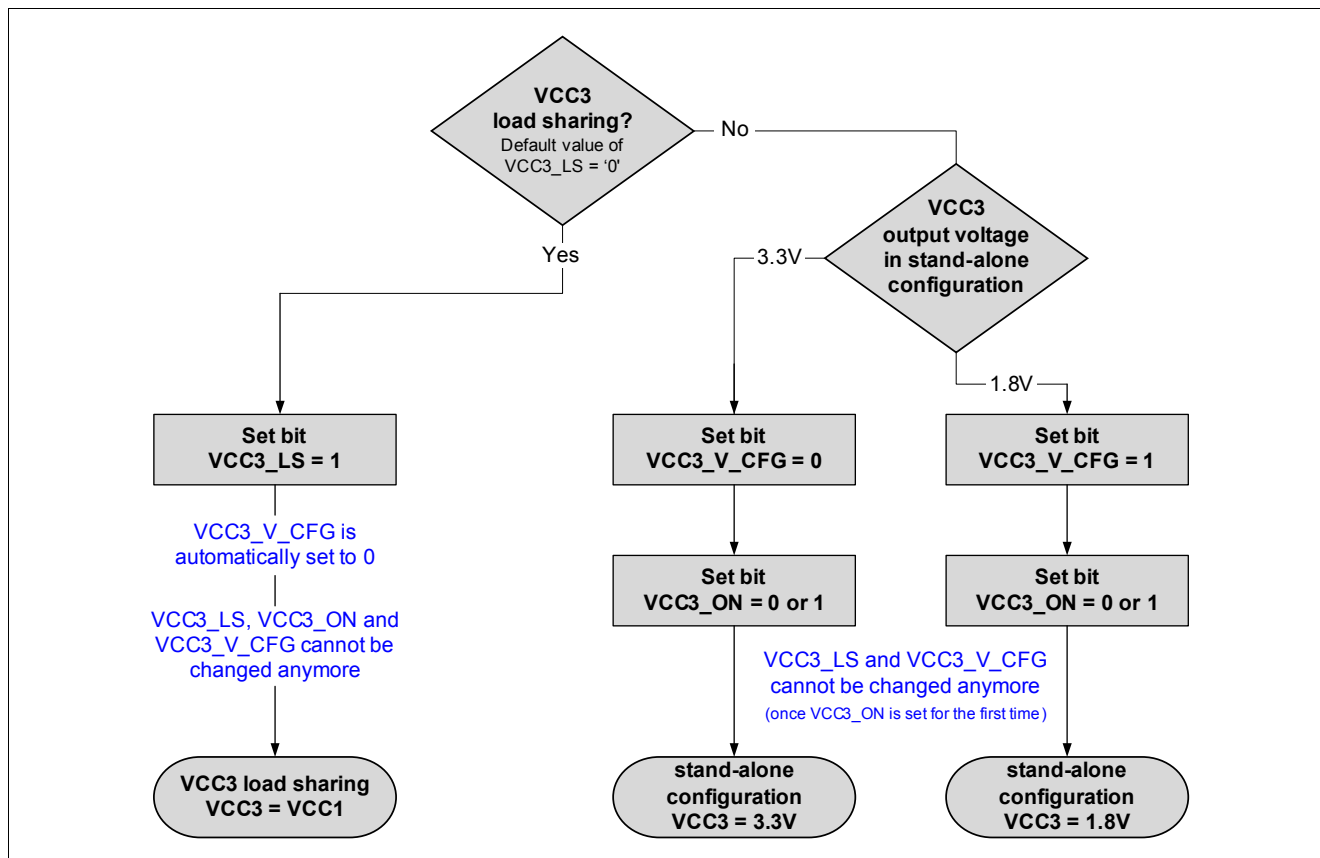 VCC3
load sharing?
Default value of
VCC3_LS = ‘0'
No
Yes
VCC3
output voltage
in stand-alone
configuration
3.3V
1.8V
Set bit
VCC3_LS = 1
VCC3_V_CFG is
automatically set to 0
VCC3_LS, VCC3_ON and
VCC3_V_CFG cannot be
changed anymore
VCC3 load sharing
VCC3 = VCC1
Set bit
VCC3_V_CFG = 0
Set bit
VCC3_V_CFG = 1
Set bit
VCC3_ON = 0 or 1
Set bit
VCC3_ON = 0 or 1
VCC3_LS and VCC3_V_CFG
cannot be changed anymore
(once VCC3_ON is set for the first time)
stand-alone
configuration
VCC3 = 3.3V
stand-alone
configuration
VCC3 = 1.8V